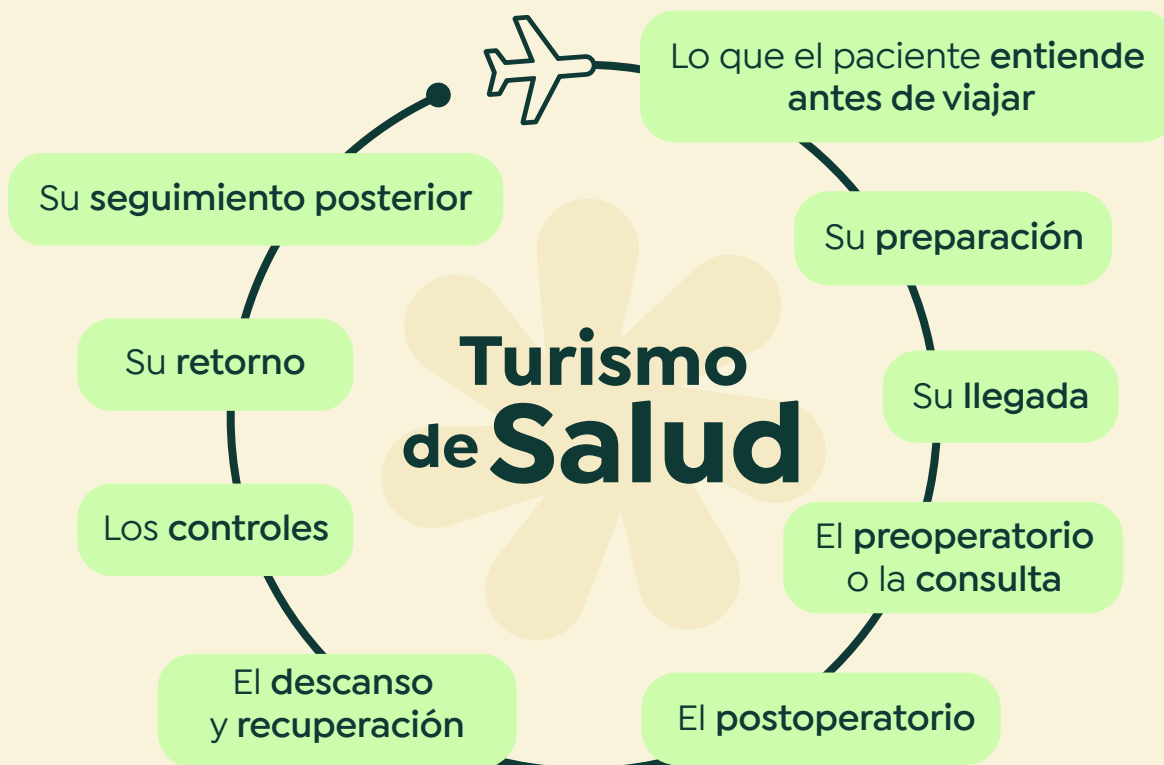 Lo que el paciente entiende
antes de viajar
Su preparación
Su llegada
El preoperatorio
o la consulta
El postoperatorio
El descanso
y recuperación
Los controles
Su retorno
Su seguimiento posterior
Turismo
de Salud